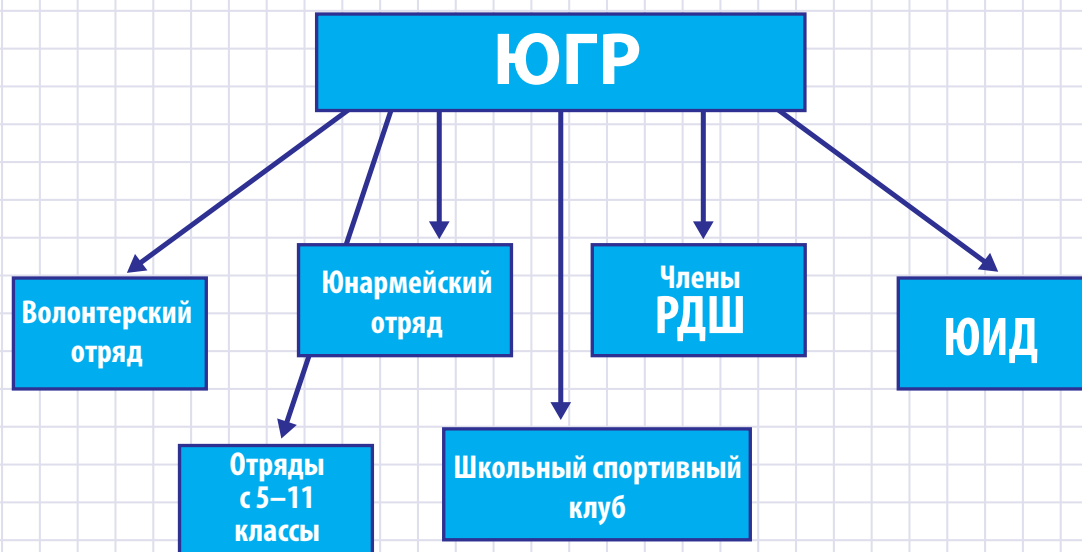 ЮГР
Волонтерский
отряд
Юнармейский
отряд
Члены
РДШ
ЮИД
Отряды
с 5–11
классы
Школьный спортивный
клуб